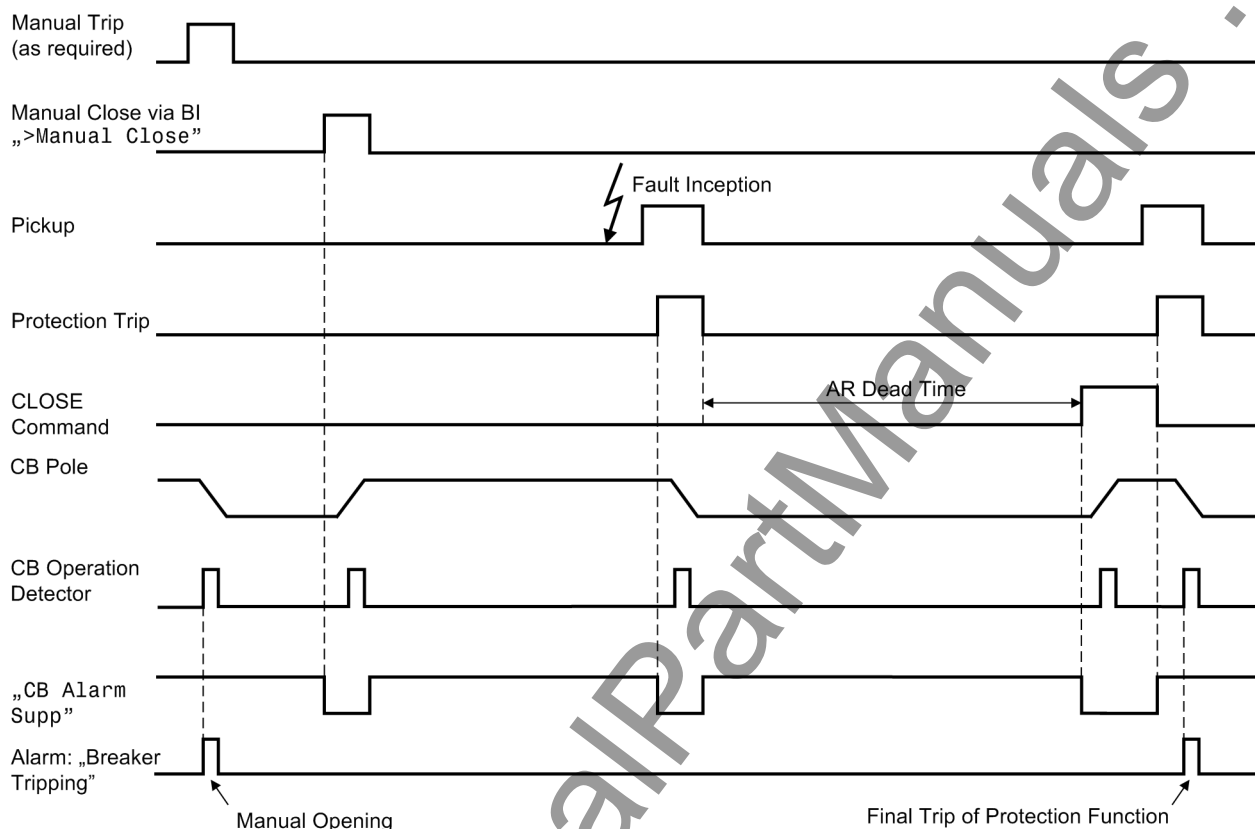 Manual Trip
(as required)
Manual Close via BI
„>Manual Close”
Fault Inception
Pickup
Protection Trip
AR Dead Time
CLOSE
Command
CB Pole
CB Operation
Detector
„CB Alarm
Supp”
Alarm: „Breaker
Tripping”
Manual Opening
Final Trip of Protection Function
alPartManuals .